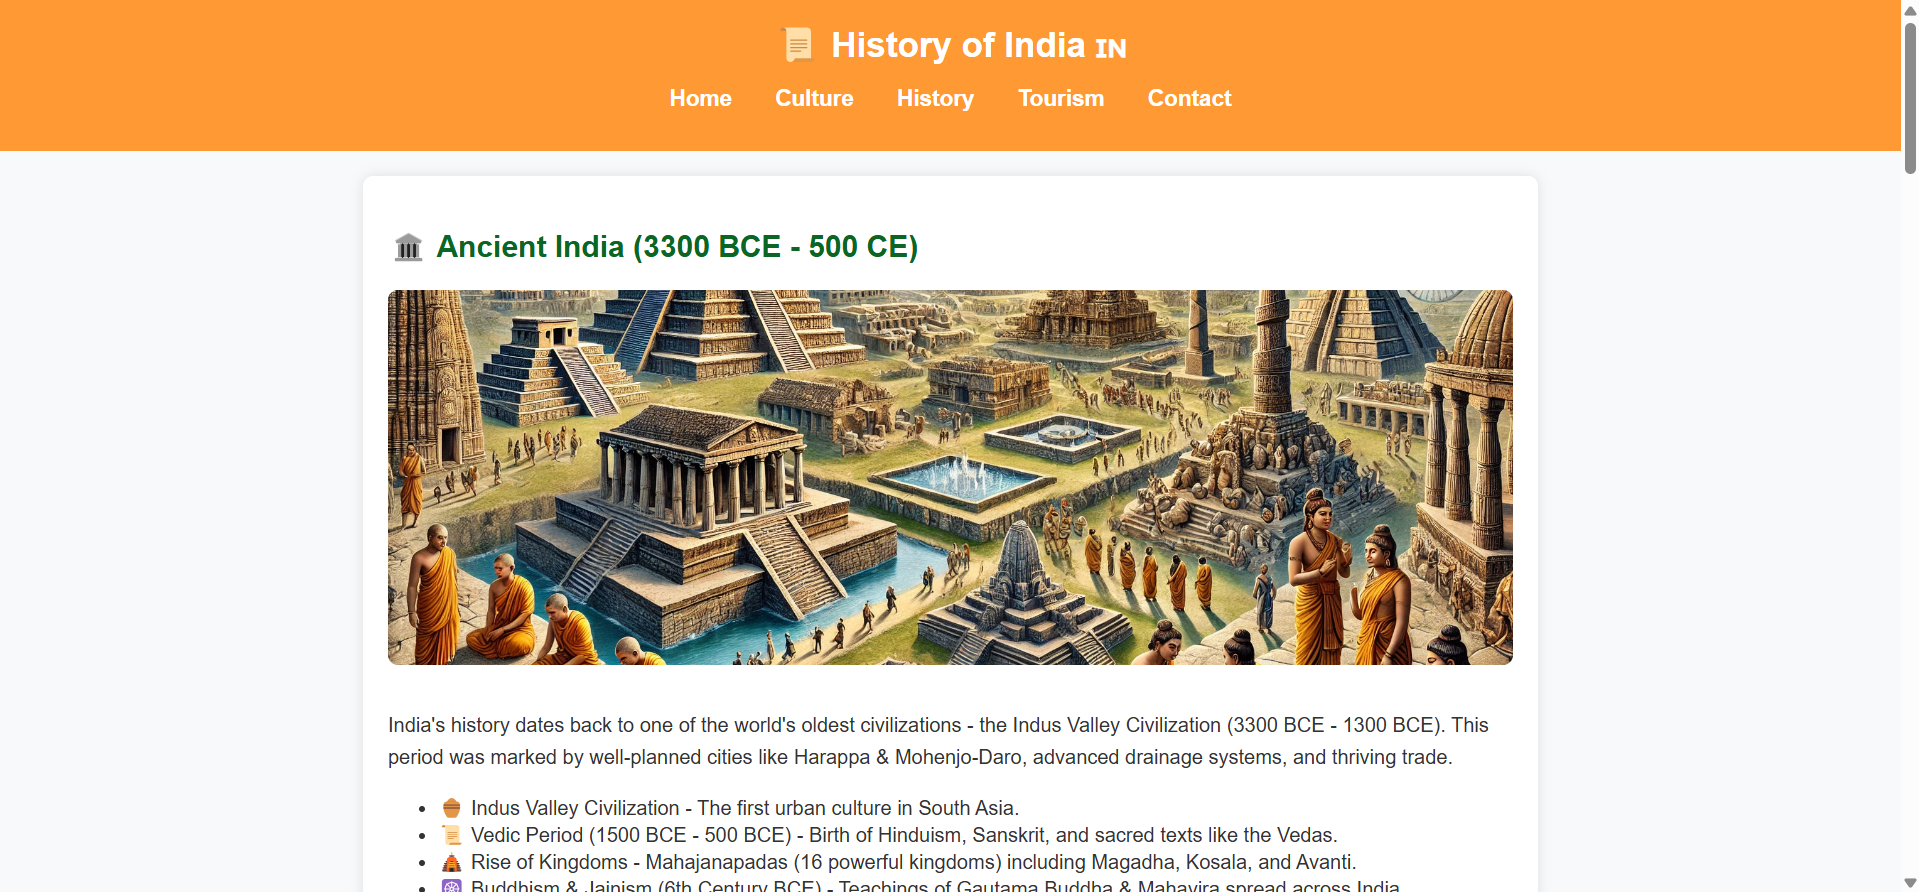 📜 History of India IN
Home Culture History Tourism Contact
🏛️ Ancient India (3300 BCE - 500 CE)
India's history dates back to one of the world's oldest civilizations - the Indus Valley Civilization (3300 BCE - 1300 BCE). This
period was marked by well-planned cities like Harappa & Mohenjo-Daro, advanced drainage systems, and thriving trade.
• Indus Valley Civilization - The first urban culture in South Asia.
• 📜 Vedic Period (1500 BCE - 500 BCE) - Birth of Hinduism, Sanskrit, and sacred texts like the Vedas.
• Rise of Kingdoms - Mahajanapadas (16 powerful kingdoms) including Magadha, Kosala, and Avanti.
• ☸️ Buddhism & Jainism (6th Century BCE) - Teachings of Gautama Buddha & Mahavira spread across India